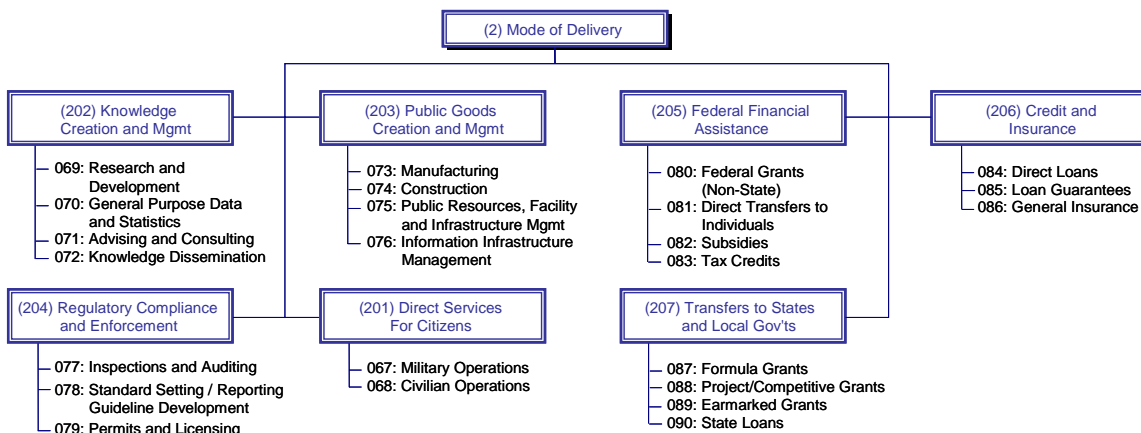 (2) Mode of Delivery
(202) Knowledge
Creation and Mgmt
069: Research and
Development
070: General Purpose Data
and Statistics
071: Advising and Consulting
072: Knowledge Dissemination
(203) Public Goods
Creation and Mgmt
073: Manufacturing
074: Construction
075: Public Resources, Facility
and Infrastructure Mgmt
076: Information Infrastructure
Management
(205) Federal Financial
Assistance
080: Federal Grants
(Non-State)
081: Direct Transfers to
Individuals
082: Subsidies
083: Tax Credits
(206) Credit and
Insurance
084: Direct Loans
085: Loan Guarantees
086: General Insurance
(204) Regulatory Compliance
and Enforcement
077: Inspections and Auditing
078: Standard Setting / Reporting
Guideline Development
079: Permits and Licensing
(201) Direct Services
For Citizens
067: Military Operations
068: Civilian Operations
(207) Transfers to States
and Local Gov'ts
087: Formula Grants
088: Project/Competitive Grants
089: Earmarked Grants
090: State Loans